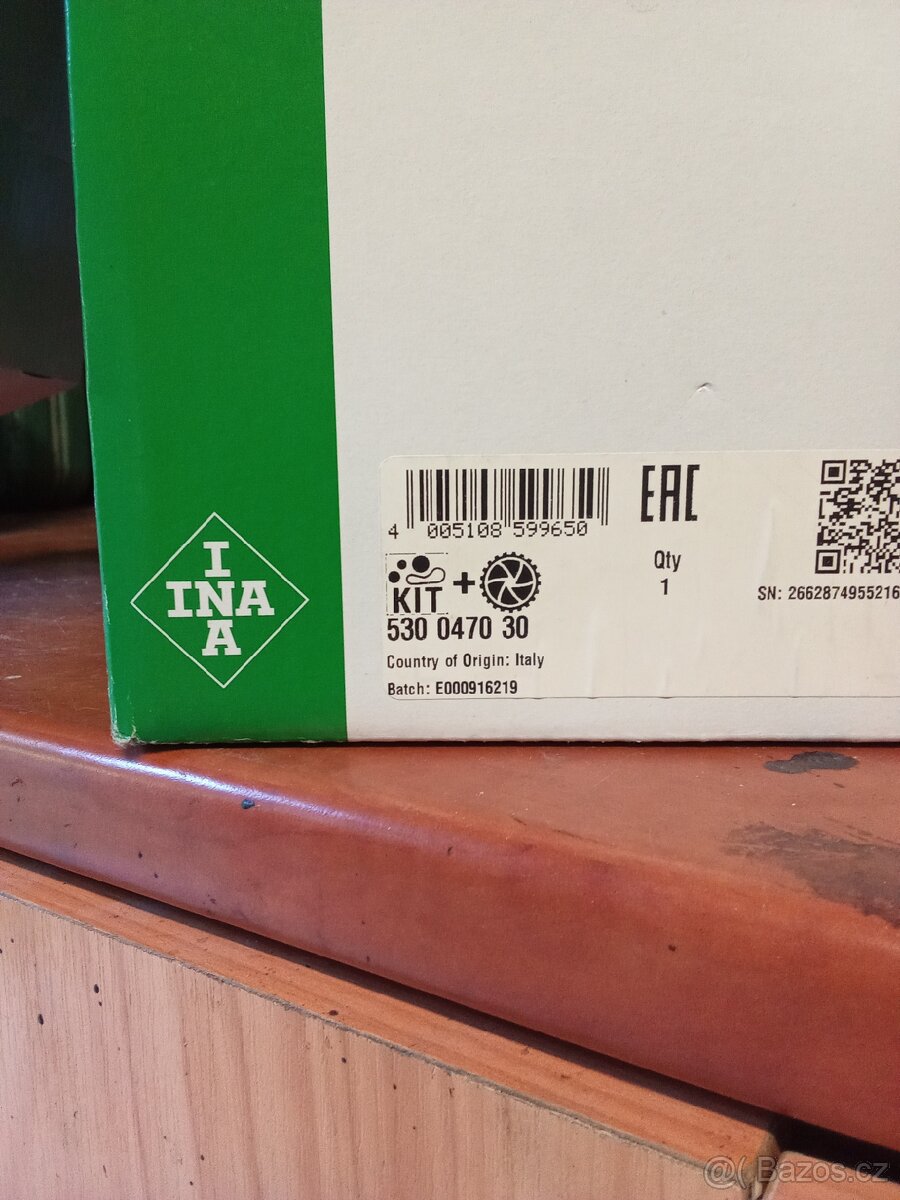 I
INA
A
4 005108 599650
EAC
Qty
1
SN: 2662874955216
KIT +
530 0470 30
Country of Origin: Italy
Batch: E000916219
@( Bazos.cz